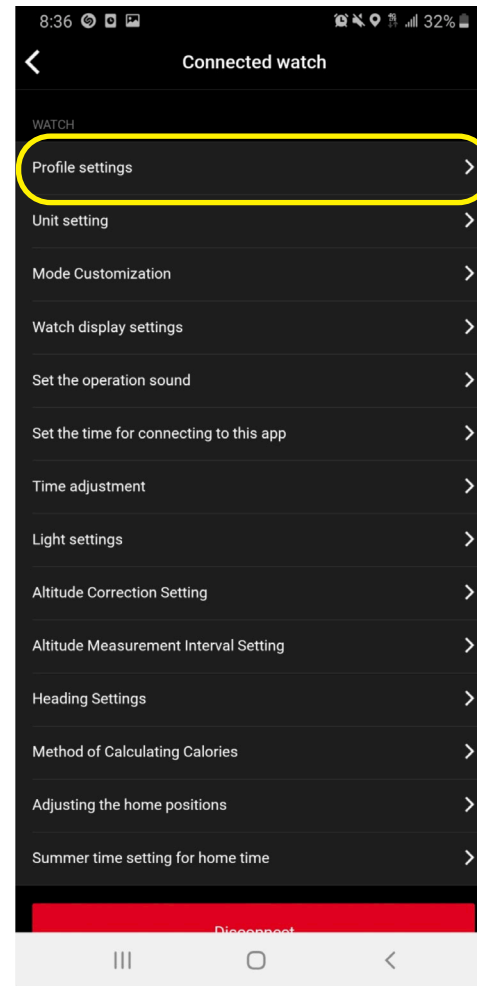 8:36 32%
Connected watch
WATCH
Profile settings
Unit setting
Mode Customization
Watch display settings
Set the operation sound
Set the time for connecting to this app
Time adjustment
Light settings
Altitude Correction Setting
Altitude Measurement Interval Setting
Heading Settings
Method of Calculating Calories
Adjusting the home positions
Summer time setting for home time
Disconnect